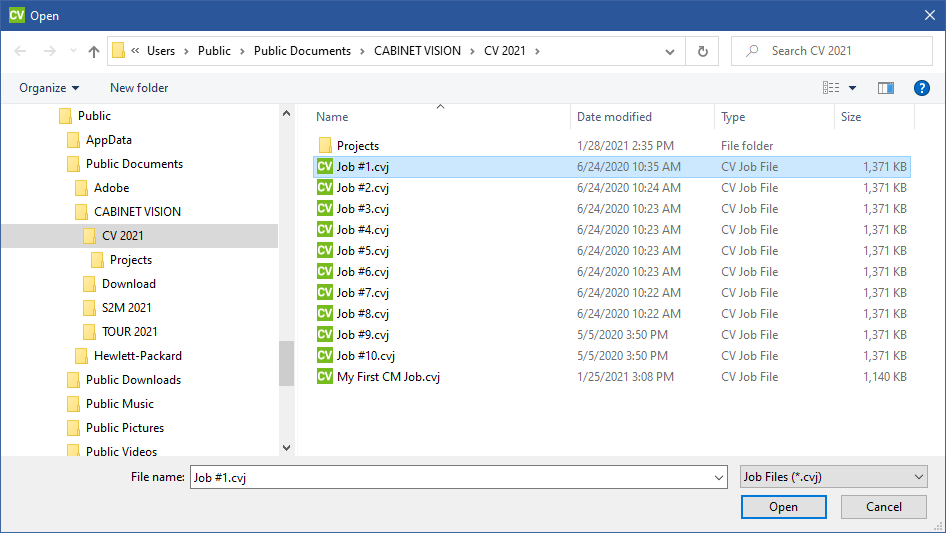 CV Open
« Users › Public › Public Documents › CABINET VISION › CV 2021 ›
Search CV 2021
Organize
New folder
?
Public
AppData
Public Documents
Adobe
CABINET VISION
CV 2021
Projects
Download
S2M 2021
TOUR 2021
Hewlett-Packard
Public Downloads
Public Music
Public Pictures
Public Videos
Name Date modified Type Size
Projects 1/28/2021 2:35 PM File folder
CV Job #1.cvj 6/24/2020 10:35 AM CV Job File 1,371 KB
CV Job #2.cvj 6/24/2020 10:24 AM CV Job File 1,371 KB
CV Job #3.cvj 6/24/2020 10:23 AM CV Job File 1,371 KB
CV Job #4.cvj 6/24/2020 10:23 AM CV Job File 1,371 KB
CV Job #5.cvj 6/24/2020 10:23 AM CV Job File 1,371 KB
CV Job #6.cvj 6/24/2020 10:23 AM CV Job File 1,371 KB
CV Job #7.cvj 6/24/2020 10:22 AM CV Job File 1,371 KB
CV Job #8.cvj 6/24/2020 10:22 AM CV Job File 1,371 KB
CV Job #9.cvj 5/5/2020 3:50 PM CV Job File 1,371 KB
CV Job #10.cvj 5/5/2020 3:50 PM CV Job File 1,371 KB
CV My First CM Job.cvj 1/25/2021 3:08 PM CV Job File 1,140 KB
File name: Job #1.cvj
Job Files (*.cvj)
Open
Cancel